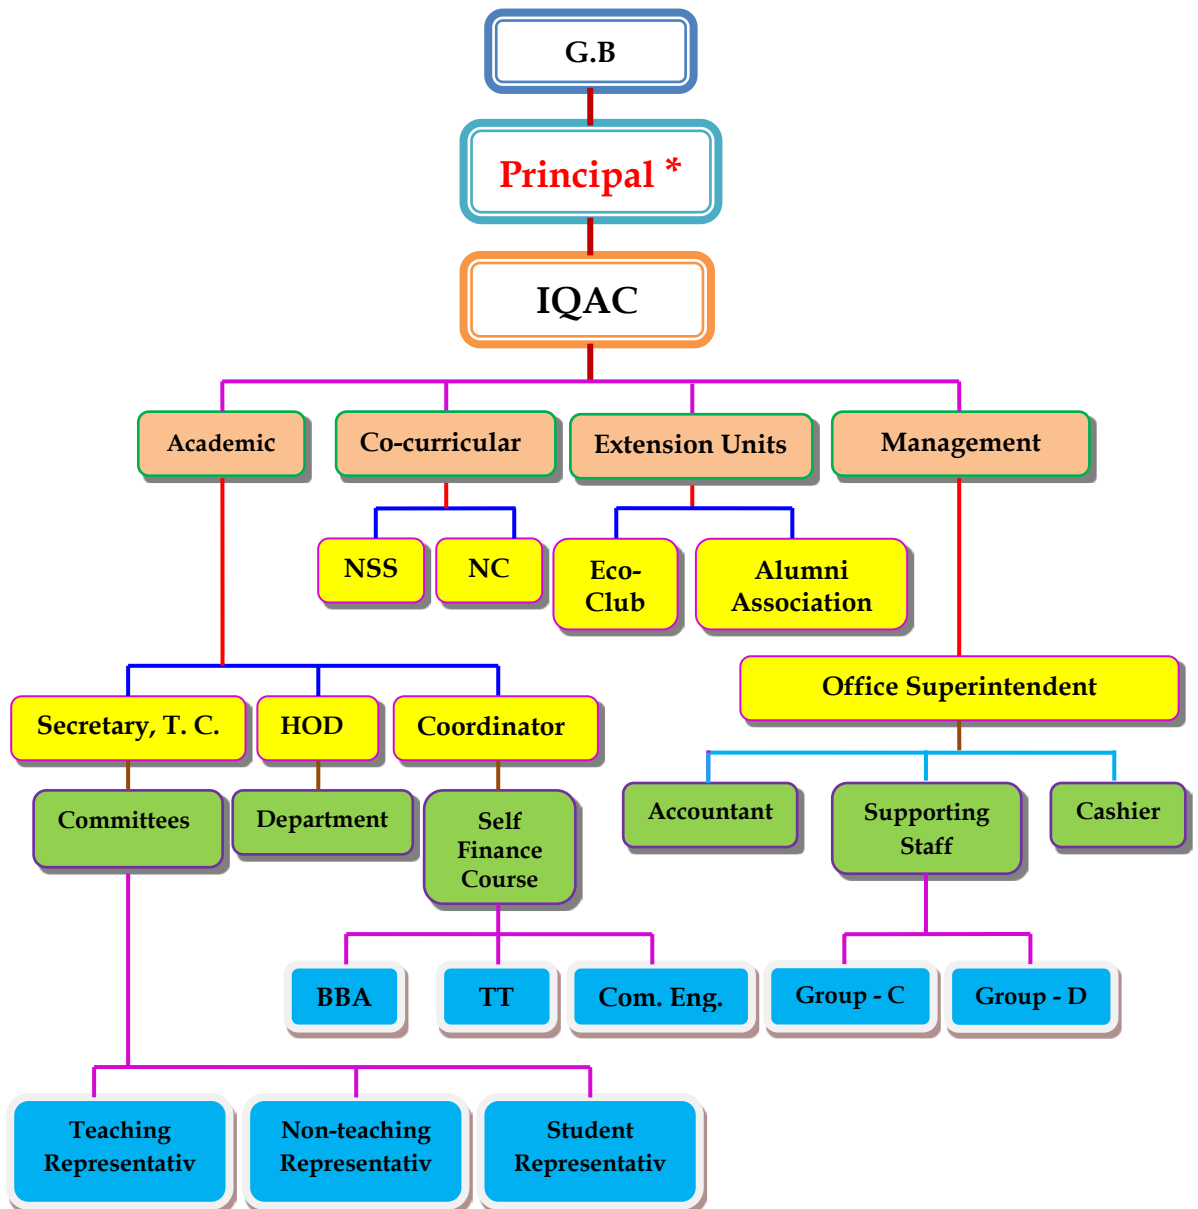 G.B
Principal *
IQAC
Academic
Co-curricular
Extension Units
Management
NSS
NC
Eco-
Club
Alumni
Association
Office Superintendent
Secretary, T. C.
HOD
Coordinator
Committees
Department
Self
Finance
Course
Accountant
Supporting
Staff
Cashier
BBA
TT
Com. Eng.
Group - C
Group - D
Teaching
Representativ
Non-teaching
Representativ
Student
Representativ